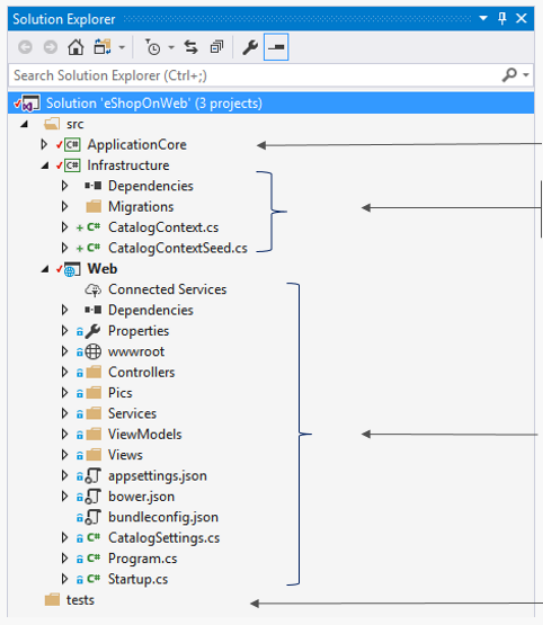 Solution Explorer
Search Solution Explorer (Ctrl+;)
Solution 'eShopOnWeb' (3 projects)
src
C# ApplicationCore
C# Infrastructure
Dependencies
Migrations
C# CatalogContext.cs
C# CatalogContextSeed.cs
Web
Connected Services
Dependencies
Properties
wwwroot
Controllers
Pics
Services
ViewModels
Views
appsettings.json
bower.json
bundleconfig.json
C# CatalogSettings.cs
C# Program.cs
C# Startup.cs
tests